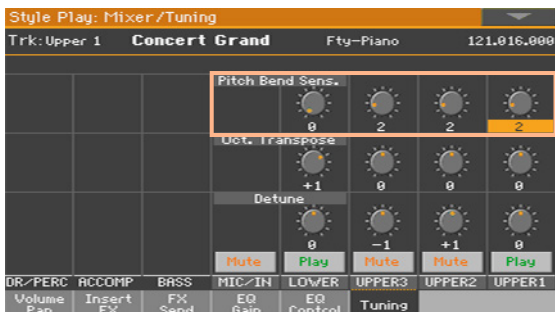 Style Play: Mixer/Tuning
Trk:Upper 1 Concert Grand Fty-Piano 121.016.000
Pitch Bend Sens.
0 2 2 2
Oct. Transpose
+1 0 0 0
Detune
0 -1 +1 0
Mute Play Mute Mute Play
DR/PERC ACCOMP BASS MIC/IN LOWER UPPER3 UPPER2 UPPER1
Volume Insert FX EQ EQ Tuning
Pan FX Send Gain Control